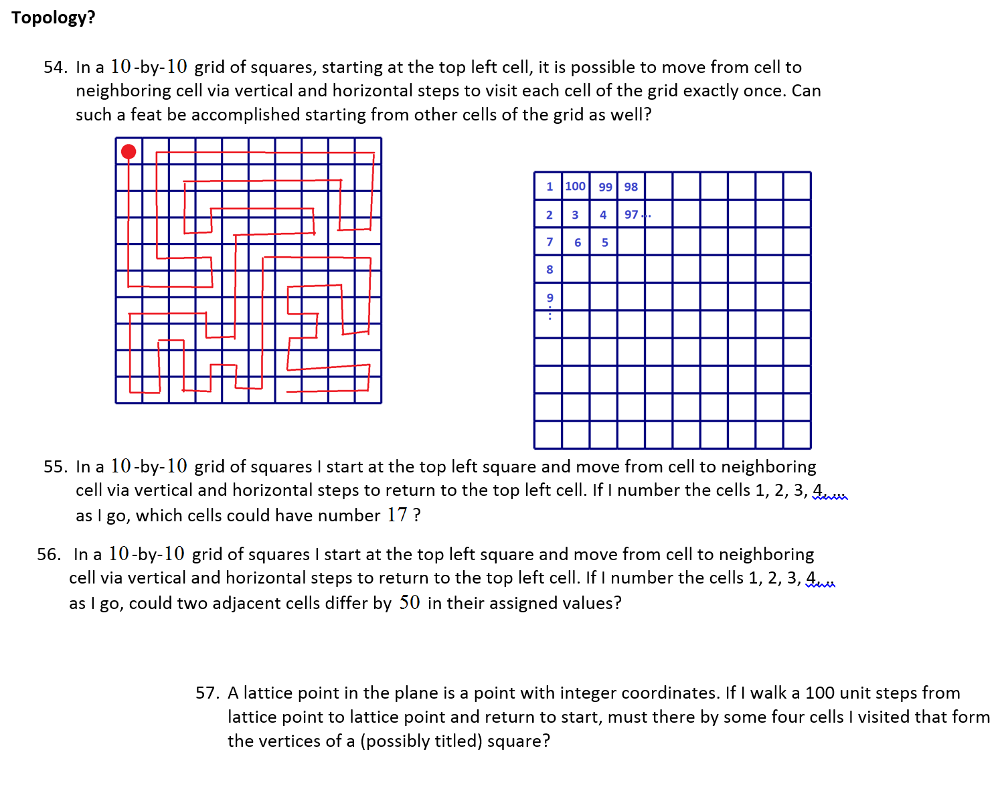 Topology?
54. In a 10-by-10 grid of squares, starting at the top left cell, it is possible to move from cell to
neighboring cell via vertical and horizontal steps to visit each cell of the grid exactly once. Can
such a feat be accomplished starting from other cells of the grid as well?
1 100 99 98
2 3 4 97...
7 6 5
8
9
⋮
55. In a 10-by-10 grid of squares I start at the top left square and move from cell to neighboring
cell via vertical and horizontal steps to return to the top left cell. If I number the cells 1, 2, 3, 4, ...
as I go, which cells could have number 17 ?
56. In a 10-by-10 grid of squares I start at the top left square and move from cell to neighboring
cell via vertical and horizontal steps to return to the top left cell. If I number the cells 1, 2, 3, 4, ..
as I go, could two adjacent cells differ by 50 in their assigned values?
57. A lattice point in the plane is a point with integer coordinates. If I walk a 100 unit steps from
lattice point to lattice point and return to start, must there by some four cells I visited that form
the vertices of a (possibly titled) square?